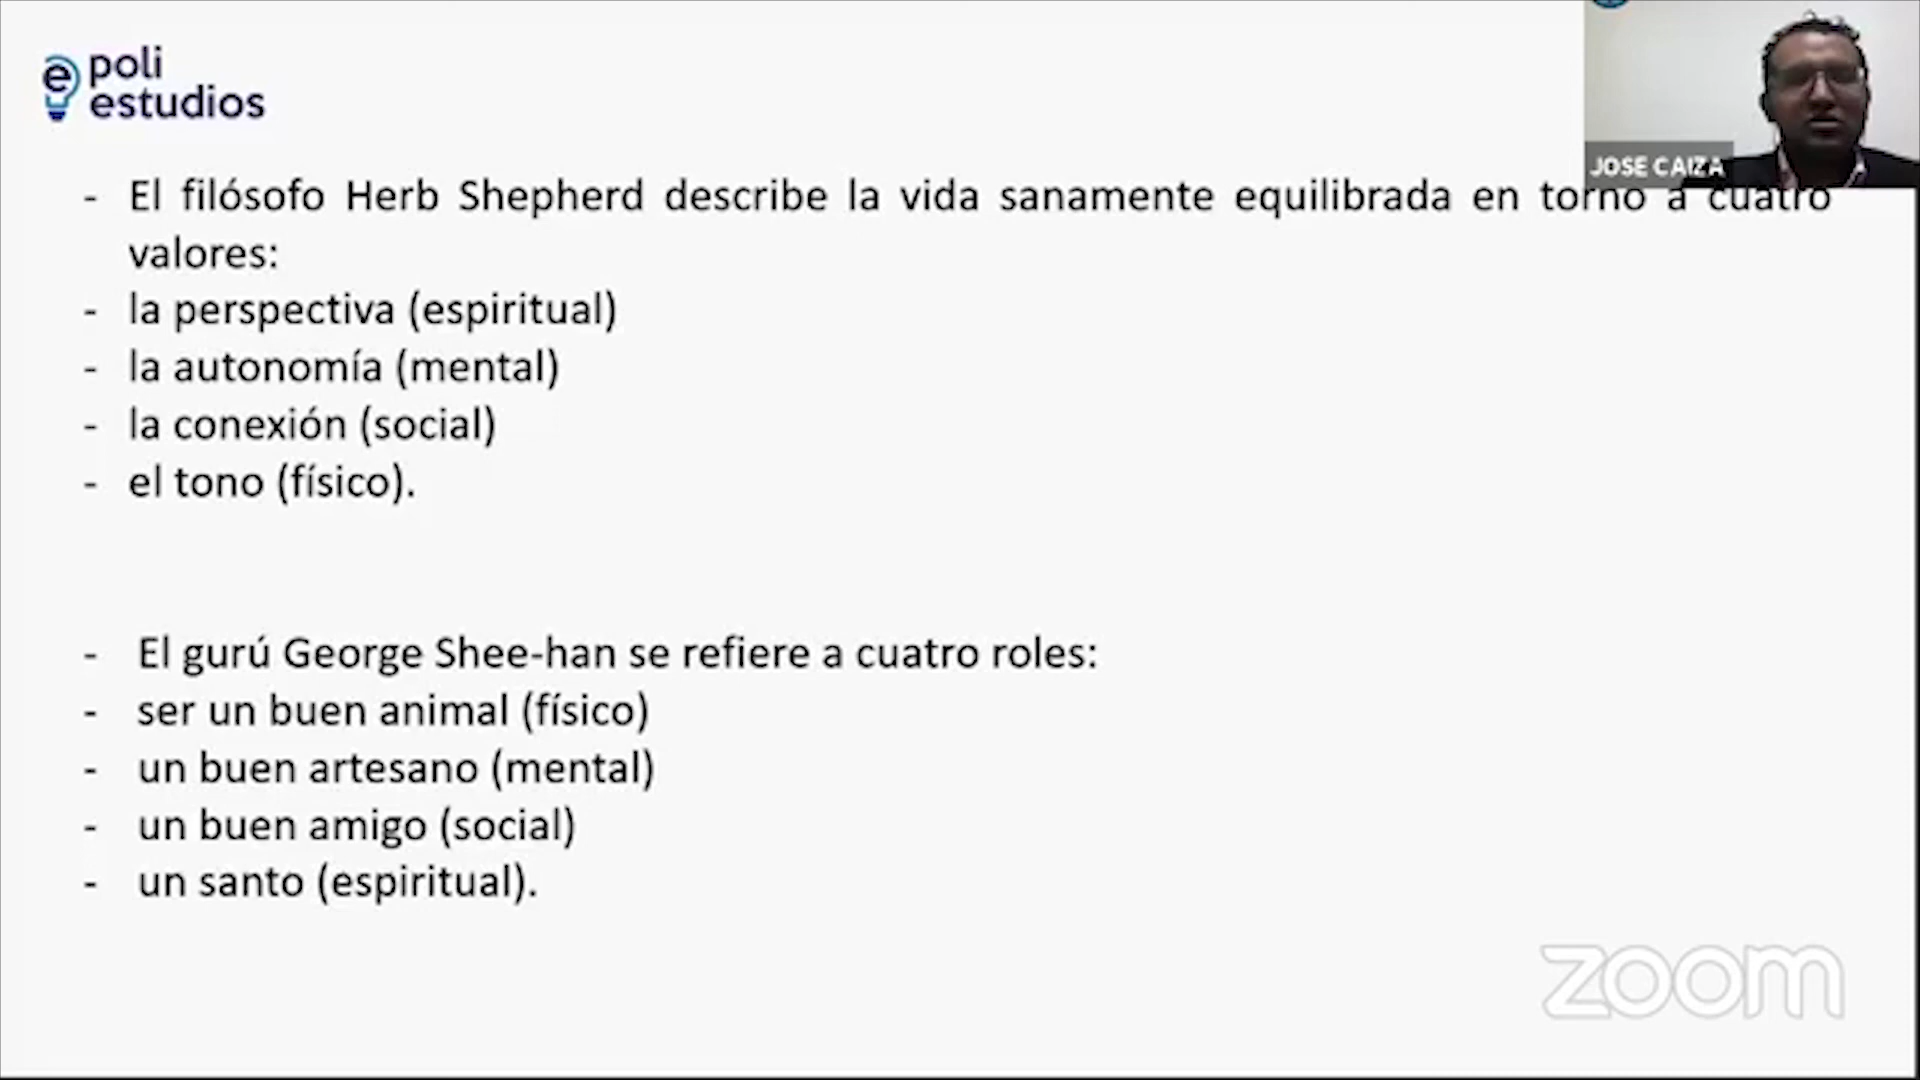 poli
estudios
JOSE CAIZA
- El filósofo Herb Shepherd describe la vida sanamente equilibrada en torno a cuatro
valores:
- la perspectiva (espiritual)
- la autonomía (mental)
- la conexión (social)
- el tono (físico).
- El gurú George Shee-han se refiere a cuatro roles:
- ser un buen animal (físico)
- un buen artesano (mental)
- un buen amigo (social)
- un santo (espiritual).
zoom